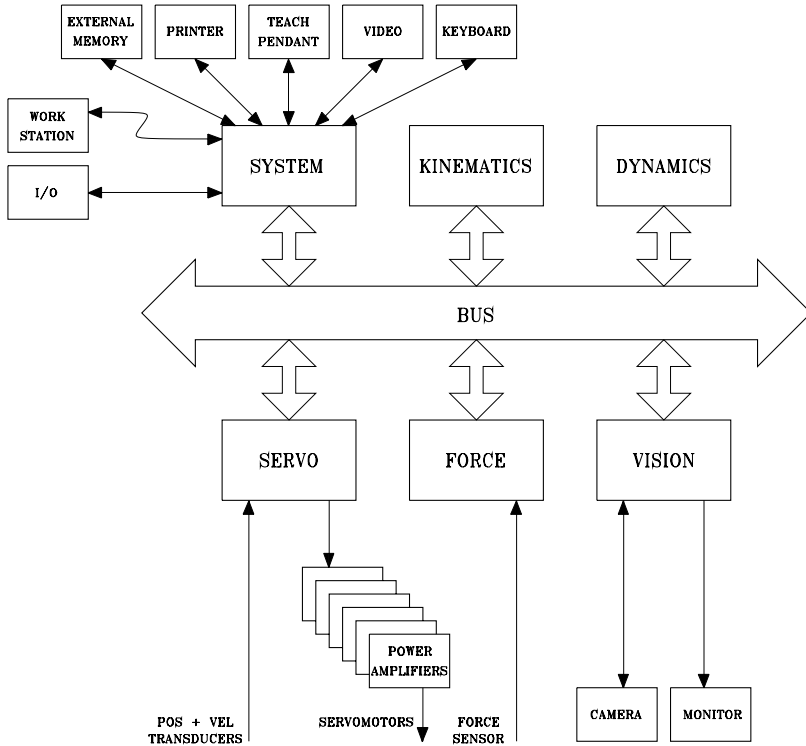 EXTERNAL
MEMORY
PRINTER
TEACH
PENDANT
VIDEO
KEYBOARD
WORK
STATION
I/O
SYSTEM
KINEMATICS
DYNAMICS
BUS
SERVO
FORCE
VISION
POWER
AMPLIFIERS
POS + VEL
TRANSDUCERS
SERVOMOTORS
FORCE
SENSOR
CAMERA
MONITOR